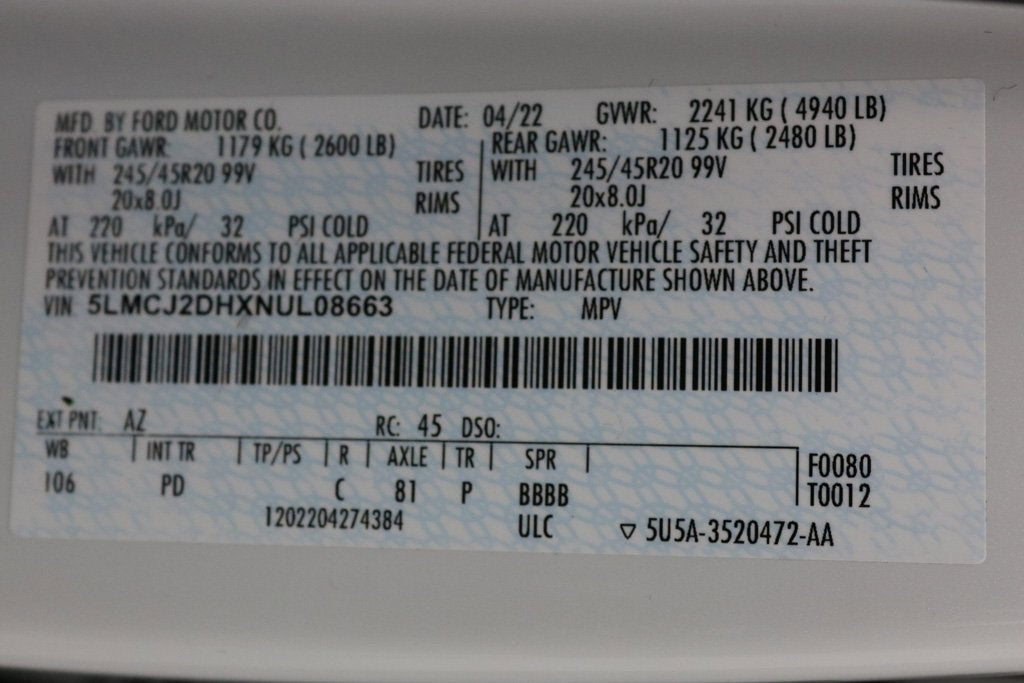 MFD BY FORD MOTOR CO. DATE: 04/22 GVWR: 2241 KG ( 4940 LB)
FRONT GAWR: 1179 KG ( 2600 LB) REAR GAWR: 1125 KG ( 2480 LB)
WITH 245/45R20 99V TIRES WITH 245/45R20 99V TIRES
20x8.0J RIMS 20x8.0J RIMS
AT 220 kPa/ 32 PSI COLD AT 220 kPa/ 32 PSI COLD
THIS VEHICLE CONFORMS TO ALL APPLICABLE FEDERAL MOTOR VEHICLE SAFETY AND THEFT
PREVENTION STANDARDS IN EFFECT ON THE DATE OF MANUFACTURE SHOWN ABOVE.
VIN 5LMCJ2DHXNUL08663 TYPE: MPV
EXT PNT: AZ RC: 45 DSO:
WB INT TR TP/PS R AXLE TR SPR F0080
106 PD C 81 P BBBB T0012
1202204274384 ULC ▽ 5U5A-3520472-AA